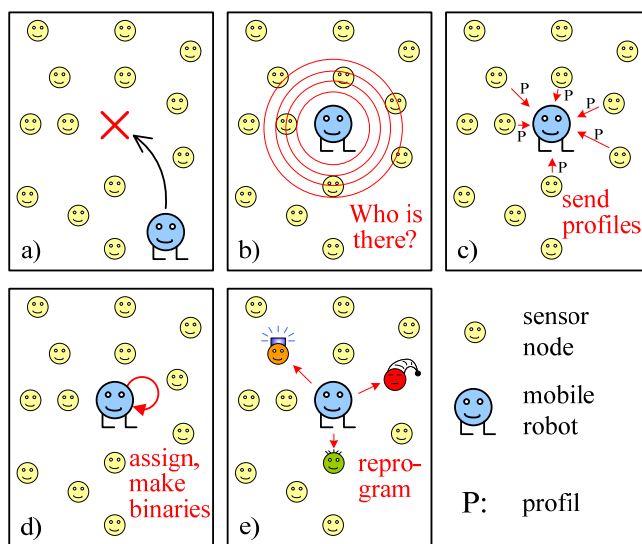 a)
b)
Who is
there?
c)
P
P
P
P
P
P
send
profiles
d)
assign,
make
binaries
e)
repro-
gram
sensor
node
mobile
robot
P: profil